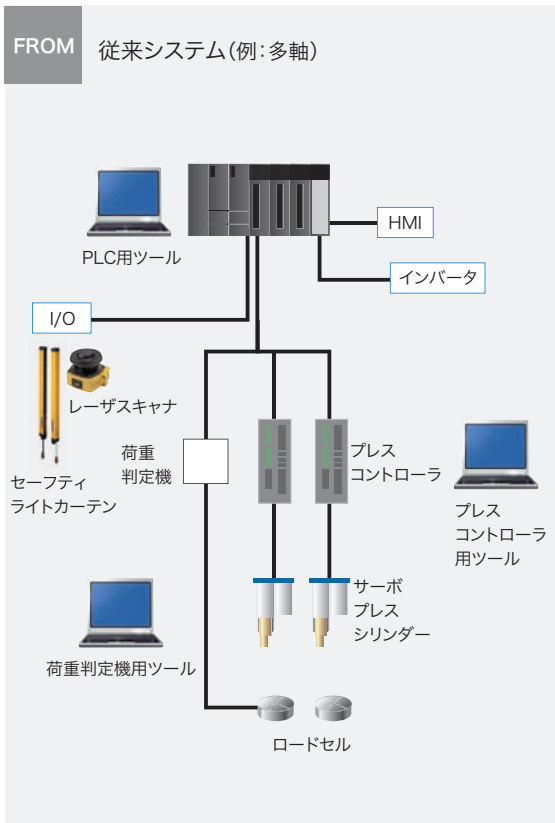 FROM
従来システム(例:多軸)
PLC用ツール
HMI
インバータ
I/O
レーザスキャナ
セーフティ
ライトカーテン
荷重
判定機
プレス
コントローラ
プレス
コントローラ
用ツール
サーボ
プレス
シリンダー
荷重判定機用ツール
ロードセル